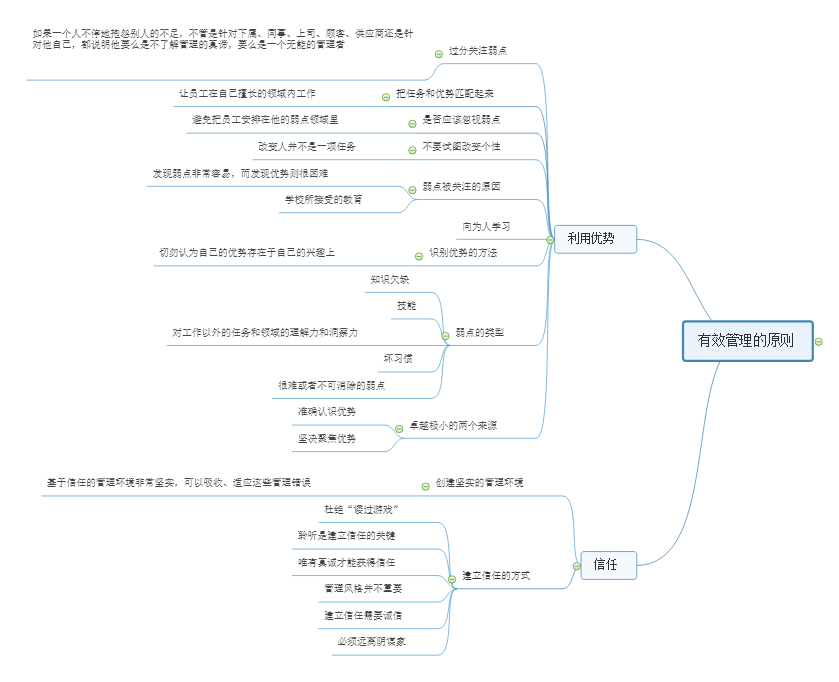 如果一个人不停地抱怨别人的不足，不管是针对下属、同事、上司、顾客、供应商还是针
对他自己，都说明他要么是不了解管理的真谛，要么是一个无能的管理者
过分关注弱点
让员工在自己擅长的领域内工作
把任务和优势匹配起来
避免把员工安排在他的弱点领域里
是否应该忽视弱点
改变人并不是一项任务
不要试图改变个性
发现弱点非常容易，而发现优势则很困难
学校所接受的教育
弱点被关注的原因
向为人学习
利用优势
切勿认为自己的优势存在于自己的兴趣上
识别优势的方法
知识欠缺
技能
对工作以外的任务和领域的理解力和洞察力
坏习惯
很难或者不可消除的弱点
弱点的类型
准确认识优势
坚决聚焦优势
卓越极小的两个来源
有效管理的原则
基于信任的管理环境非常坚实，可以吸收、适应这些管理错误
创建坚实的管理环境
杜绝“诿过游戏”
聆听是建立信任的关键
唯有真诚才能获得信任
管理风格并不重要
建立信任需要诚信
必须远离阴谋家
建立信任的方式
信任